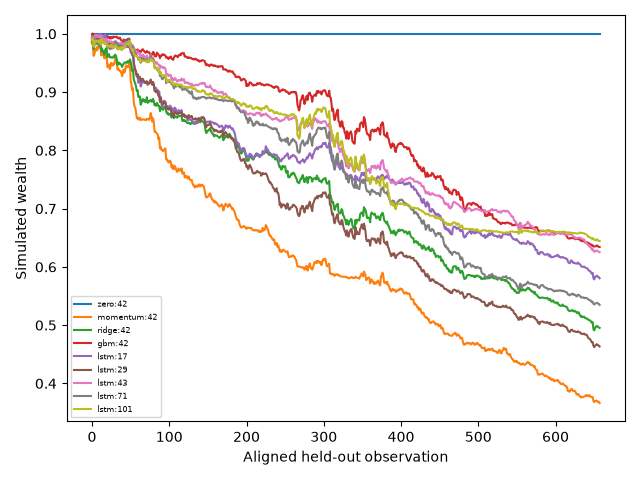 1.0
0.9
0.8
0.7
0.6
0.5
0.4
Simulated wealth
zero:42
momentum:42
ridge:42
gbm:42
lstm:17
lstm:29
lstm:43
lstm:71
lstm:101
0 100 200 300 400 500 600
Aligned held-out observation